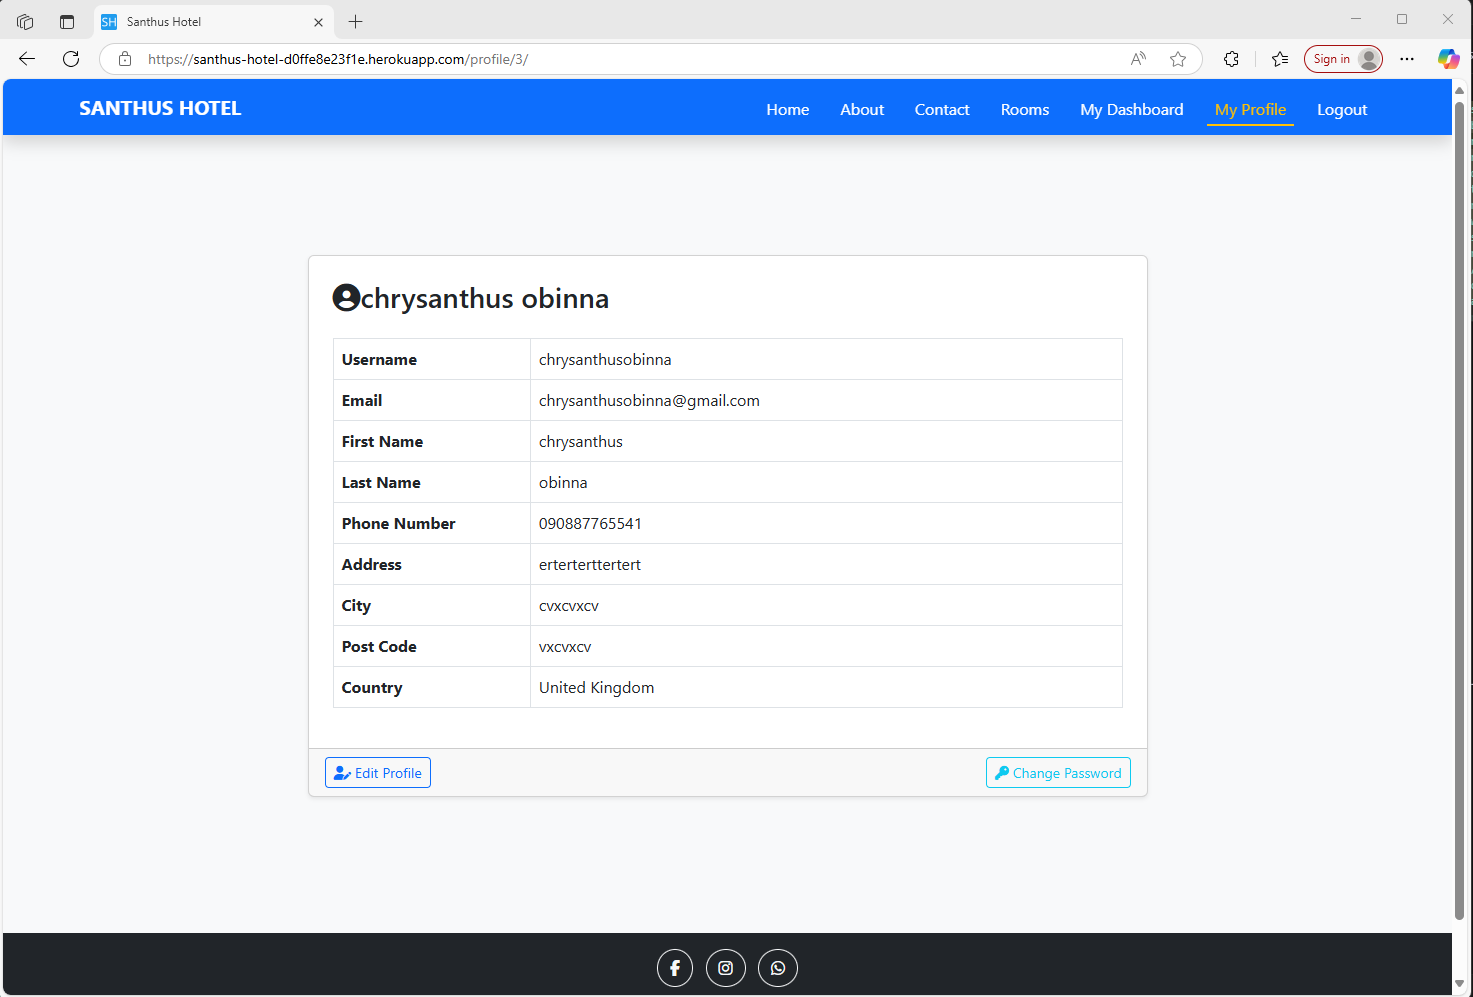 SH Santhus Hotel
https://santhus-hotel-d0ffe8e23f1e.herokuapp.com/profile/3/ A Sign in
SANTHUS HOTEL Home About Contact Rooms My Dashboard My Profile Logout
chrysanthus obinna
Username chrysanthusobinna
Email chrysanthusobinna@gmail.com
First Name chrysanthus
Last Name obinna
Phone Number 090887765541
Address erterterttertert
City cvxcvxcv
Post Code vxcvxcv
Country United Kingdom
Edit Profile Change Password